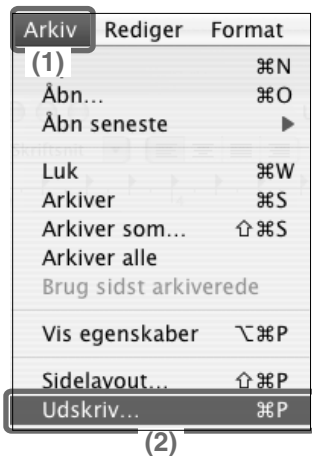 Arkiv Rediger Format
(1) ⌘N
Åbn... ⌘O
Åbn seneste ▶
Luk ⌘W
Arkiver ⌘S
Arkiver som... ⇧⌘S
Arkiver alle
Brug sidst arkiverede
Vis egenskaber ⌥⌘P
Sidelayout... ⇧⌘P
Udskriv... ⌘P
(2)